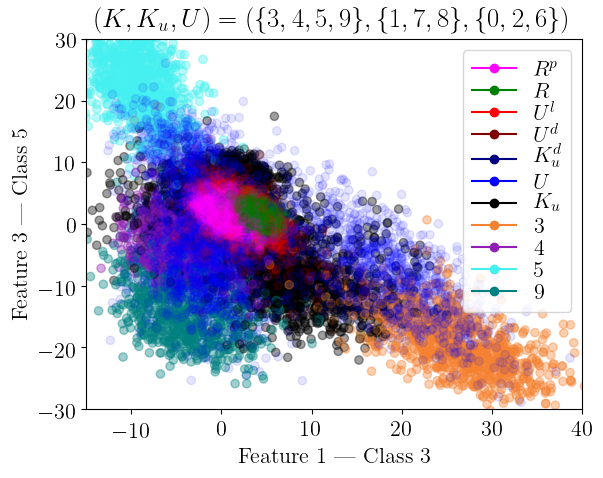 (K, K_u, U) = ({3, 4, 5, 9}, {1, 7, 8}, {0, 2, 6})
30
20
10
0
−10
−20
−30
Feature 3 — Class 5
R^p
R
U^l
U^d
K_u^d
U
K_u
3
4
5
9
−10 0 10 20 30 40
Feature 1 — Class 3